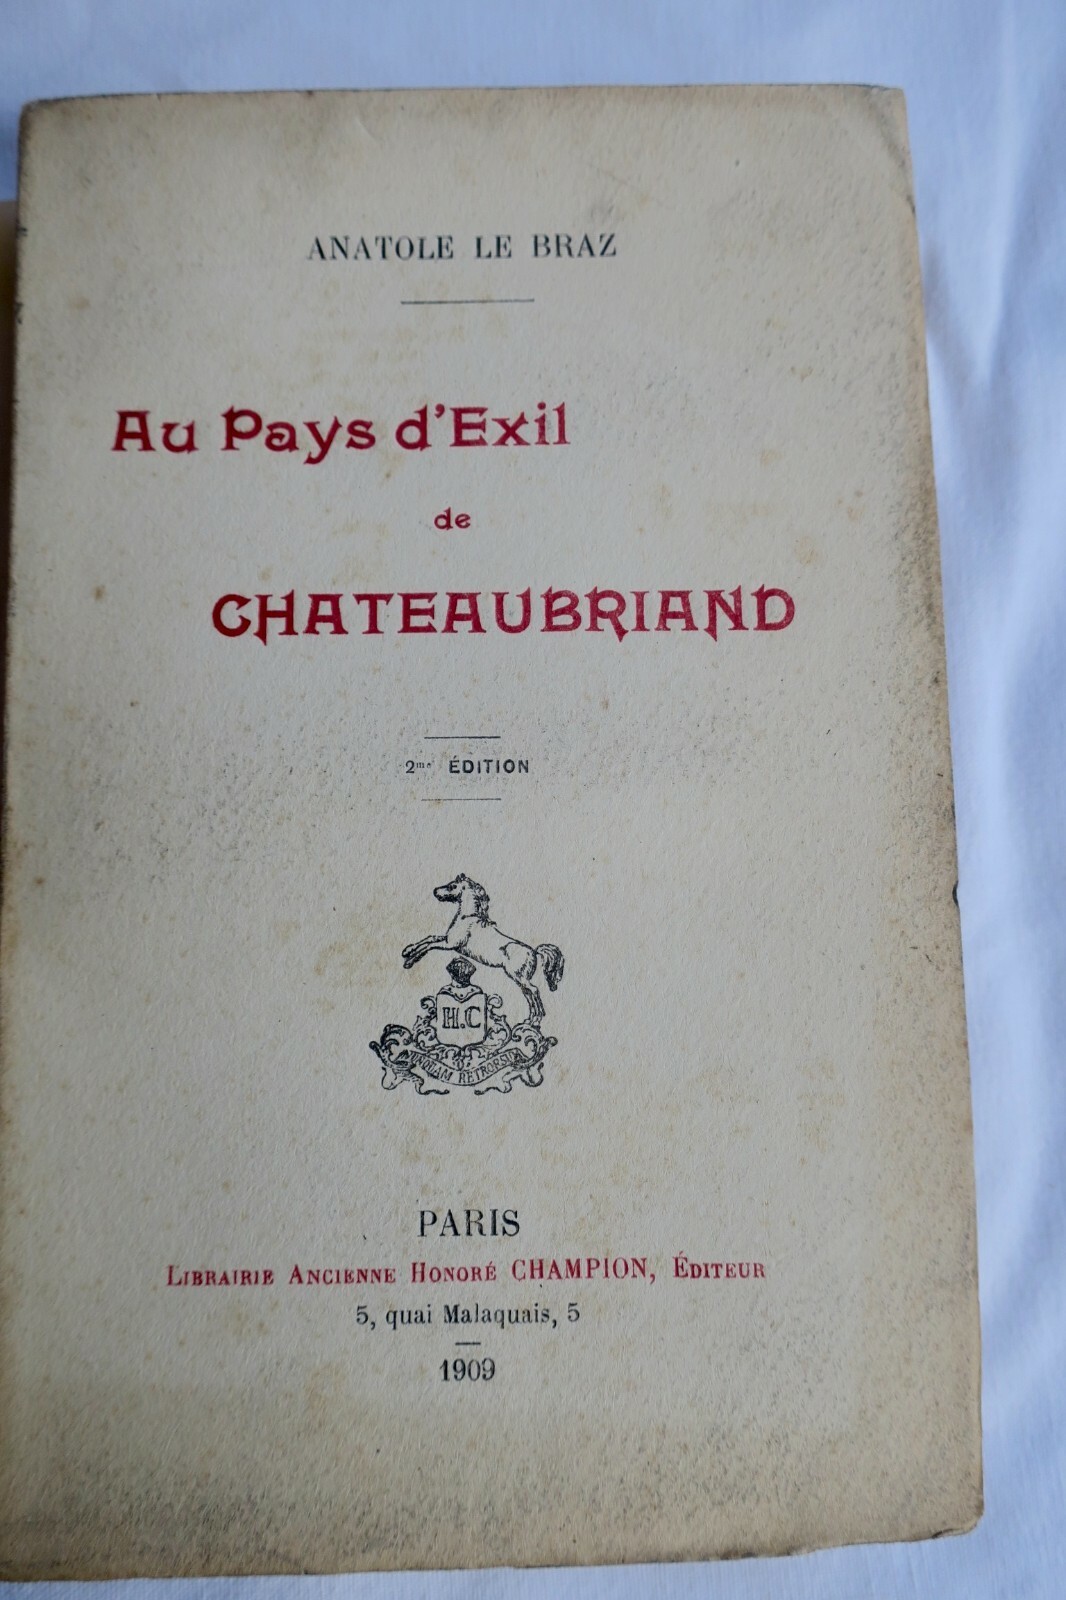 ANATOLE LE BRAZ
Au Pays d'Exil
de
CHATEAUBRIAND
2me ÉDITION
H.C
NUNQUAM RETRORSUM
PARIS
LIBRAIRIE ANCIENNE HONORÉ CHAMPION, ÉDITEUR
5, quai Malaquais, 5
1909